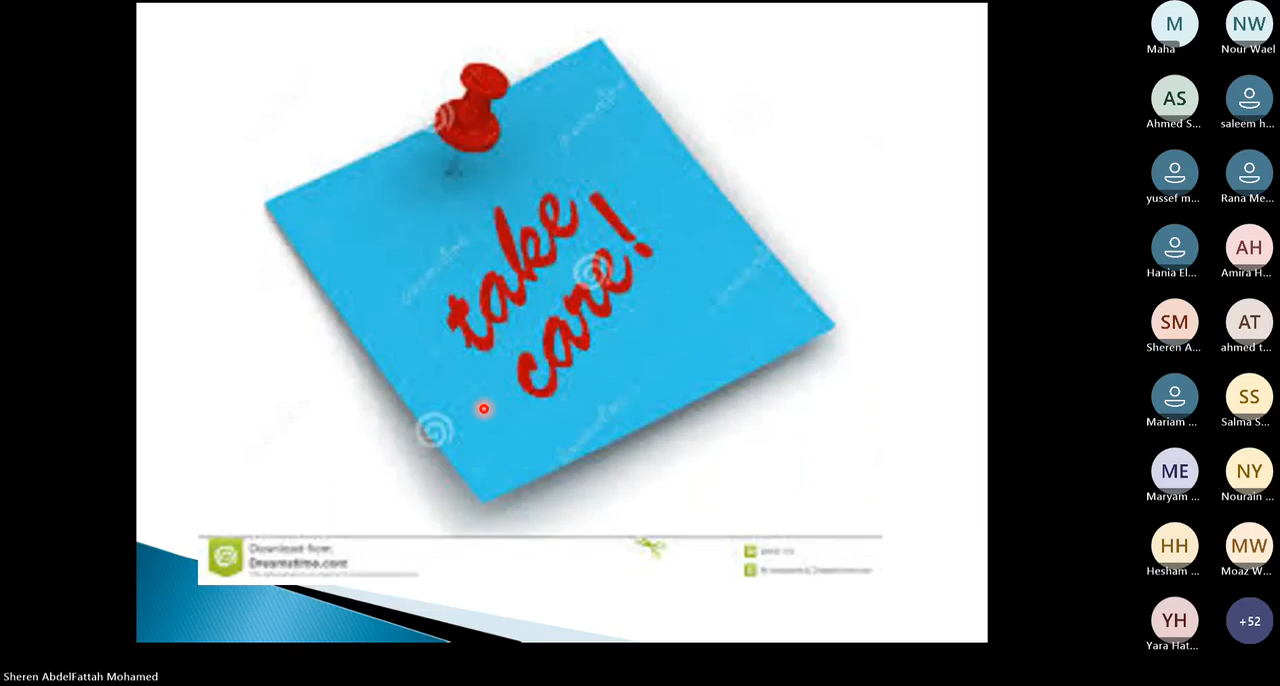 take
care!
Download from
Dreamstime.com
M
Maha
NW
Nour Wael
AS
Ahmed S...
saleem h...
yussef m...
Rana Me...
Hania El...
AH
Amira H...
SM
Sheren A...
AT
ahmed t...
Mariam ...
SS
Salma S...
ME
Maryam ...
NY
Nourain ...
HH
Hesham ...
MW
Moaz W...
YH
Yara Hat...
+52
Sheren AbdelFattah Mohamed